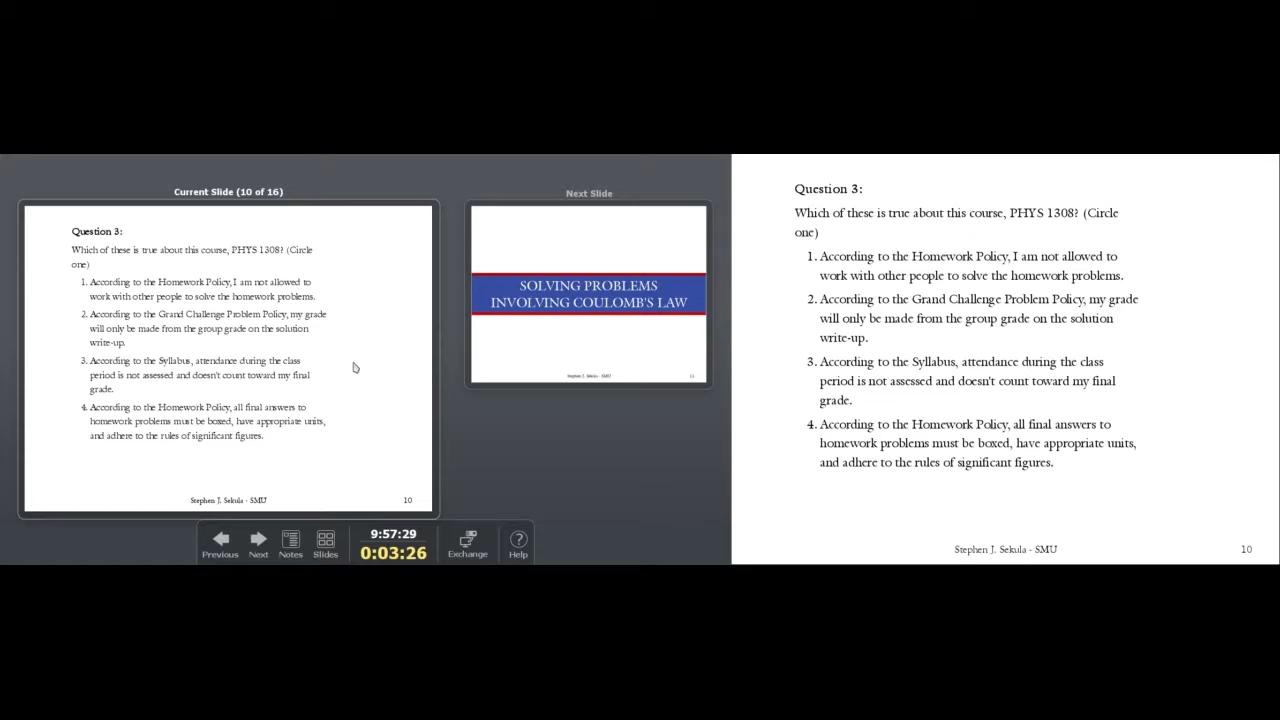 Current Slide (10 of 16)
Question 3:
Which of these is true about this course, PHYS 1308? (Circle
one)
1. According to the Homework Policy, I am not allowed to
work with other people to solve the homework problems.
2. According to the Grand Challenge Problem Policy, my grade
will only be made from the group grade on the solution
write-up.
3. According to the Syllabus, attendance during the class
period is not assessed and doesn't count toward my final
grade.
4. According to the Homework Policy, all final answers to
homework problems must be boxed, have appropriate units,
and adhere to the rules of significant figures.
Stephen J. Sekula - SMU
10
Next Slide
SOLVING PROBLEMS
INVOLVING COULOMB'S LAW
Stephen J. Sekula - SMU
11
Previous
Next
Notes
Slides
9:57:29
0:03:26
Exchange
Help
Question 3:
Which of these is true about this course, PHYS 1308? (Circle
one)
1. According to the Homework Policy, I am not allowed to
work with other people to solve the homework problems.
2. According to the Grand Challenge Problem Policy, my grade
will only be made from the group grade on the solution
write-up.
3. According to the Syllabus, attendance during the class
period is not assessed and doesn't count toward my final
grade.
4. According to the Homework Policy, all final answers to
homework problems must be boxed, have appropriate units,
and adhere to the rules of significant figures.
Stephen J. Sekula - SMU
10